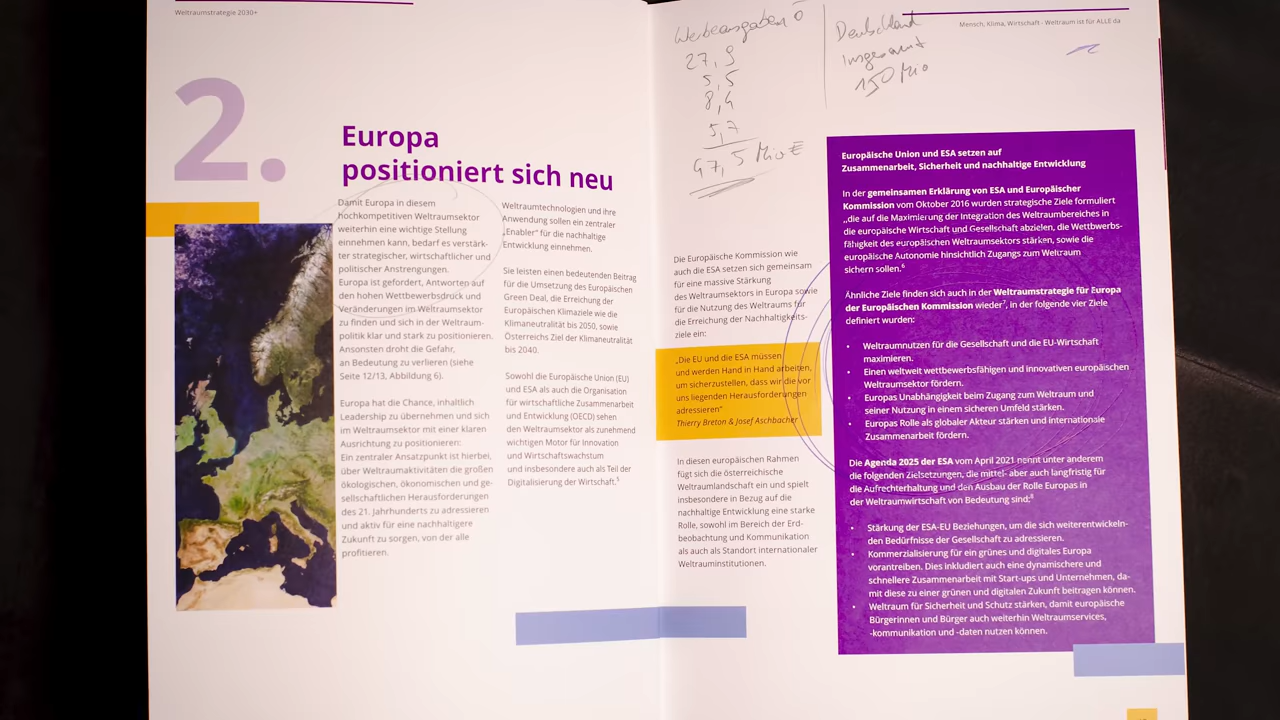 Weltraumstrategie 2030+
2.
Europa
positioniert sich neu
Damit Europa in diesem
hochkompetitiven Weltraumsektor
weiterhin eine wichtige Stellung
einnehmen kann, bedarf es verstärk-
ter strategischer, wirtschaftlicher und
politischer Anstrengungen.
Europa ist gefordert, Antworten auf
den hohen Wettbewerbsdruck und
Veränderungen im Weltraumsektor
zu finden und sich in der Weltraum-
politik klar und stark zu positionieren.
Ansonsten droht die Gefahr,
an Bedeutung zu verlieren (siehe
Seite 12/13, Abbildung 6).
Europa hat die Chance, inhaltlich
Leadership zu übernehmen und sich
im Weltraumsektor mit einer klaren
Ausrichtung zu positionieren:
Ein zentraler Ansatzpunkt ist hierbei,
über Weltraumaktivitäten die großen
ökologischen, ökonomischen und ge-
sellschaftlichen Herausforderungen
des 21. Jahrhunderts zu adressieren
und aktiv für eine nachhaltigere
Zukunft zu sorgen, von der alle
profitieren.
Weltraumtechnologien und ihre
Anwendung sollen ein zentraler
„Enabler" für die nachhaltige
Entwicklung einnehmen.
Sie leisten einen bedeutenden Beitrag
für die Umsetzung des Europäischen
Green Deal, die Erreichung der
Europäischen Klimaziele wie die
Klimaneutralität bis 2050, sowie
Österreichs Ziel der Klimaneutralität
bis 2040.
Sowohl die Europäische Union (EU)
und ESA als auch die Organisation
für wirtschaftliche Zusammenarbeit
und Entwicklung (OECD) sehen
den Weltraumsektor als zunehmend
wichtigen Motor für Innovation
und Wirtschaftswachstum
und insbesondere auch als Teil der
Digitalisierung der Wirtschaft.⁵
Werbeausgaben Ö
27,9
5,5
8,4
5,7
47,5 Mio €
Deutschland
insgesamt
150 Mio
Mensch, Klima, Wirtschaft - Weltraum ist für ALLE da
Die Europäische Kommission wie
auch die ESA setzen sich gemeinsam
für eine massive Stärkung
des Weltraumsektors in Europa sowie
für die Nutzung des Weltraums für
die Erreichung der Nachhaltigkeits-
ziele ein:
„Die EU und die ESA müssen
und werden Hand in Hand arbeiten,
um sicherzustellen, dass wir die vor
uns liegenden Herausforderungen
adressieren"
Thierry Breton & Josef Aschbacher
In diesen europäischen Rahmen
fügt sich die österreichische
Weltraumlandschaft ein und spielt
insbesondere in Bezug auf die
nachhaltige Entwicklung eine starke
Rolle, sowohl im Bereich der Erd-
beobachtung und Kommunikation
als auch als Standort internationaler
Weltrauminstitutionen.
Europäische Union und ESA setzen auf
Zusammenarbeit, Sicherheit und nachhaltige Entwicklung
In der gemeinsamen Erklärung von ESA und Europäischer
Kommission vom Oktober 2016 wurden strategische Ziele formuliert
„die auf die Maximierung der Integration des Weltraumbereiches in
die europäische Wirtschaft und Gesellschaft abzielen, die Wettbewerbs-
fähigkeit des europäischen Weltraumsektors stärken, sowie die
europäische Autonomie hinsichtlich Zugangs zum Weltraum
sichern sollen.⁶
Ähnliche Ziele finden sich auch in der Weltraumstrategie für Europa
der Europäischen Kommission wieder⁷, in der folgende vier Ziele
definiert wurden:
• Weltraumnutzen für die Gesellschaft und die EU-Wirtschaft
maximieren.
• Einen weltweit wettbewerbsfähigen und innovativen europäischen
Weltraumsektor fördern.
• Europas Unabhängigkeit beim Zugang zum Weltraum und
seiner Nutzung in einem sicheren Umfeld stärken.
• Europas Rolle als globaler Akteur stärken und internationale
Zusammenarbeit fördern.
Die Agenda 2025 der ESA vom April 2021 nennt unter anderem
die folgenden Zielsetzungen, die mittel- aber auch langfristig für
die Aufrechterhaltung und den Ausbau der Rolle Europas in
der Weltraumwirtschaft von Bedeutung sind:⁸
• Stärkung der ESA-EU Beziehungen, um die sich weiterentwickeln-
den Bedürfnisse der Gesellschaft zu adressieren.
• Kommerzialisierung für ein grünes und digitales Europa
vorantreiben. Dies inkludiert auch eine dynamischere und
schnellere Zusammenarbeit mit Start-ups und Unternehmen, da-
mit diese zu einer grünen und digitalen Zukunft beitragen können.
• Weltraum für Sicherheit und Schutz stärken, damit europäische
Bürgerinnen und Bürger auch weiterhin Weltraumservices,
-kommunikation und -daten nutzen können.